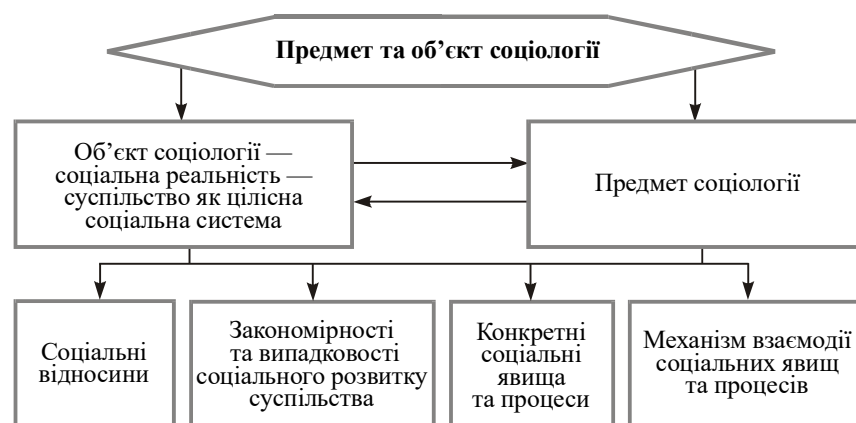 Предмет та об’єкт соціології
Об’єкт соціології —
соціальна реальність —
суспільство як цілісна
соціальна система
Предмет соціології
Соціальні
відносини
Закономірності
та випадковості
соціального розвитку
суспільства
Конкретні
соціальні
явища
та процеси
Механізм взаємодії
соціальних явищ
та процесів